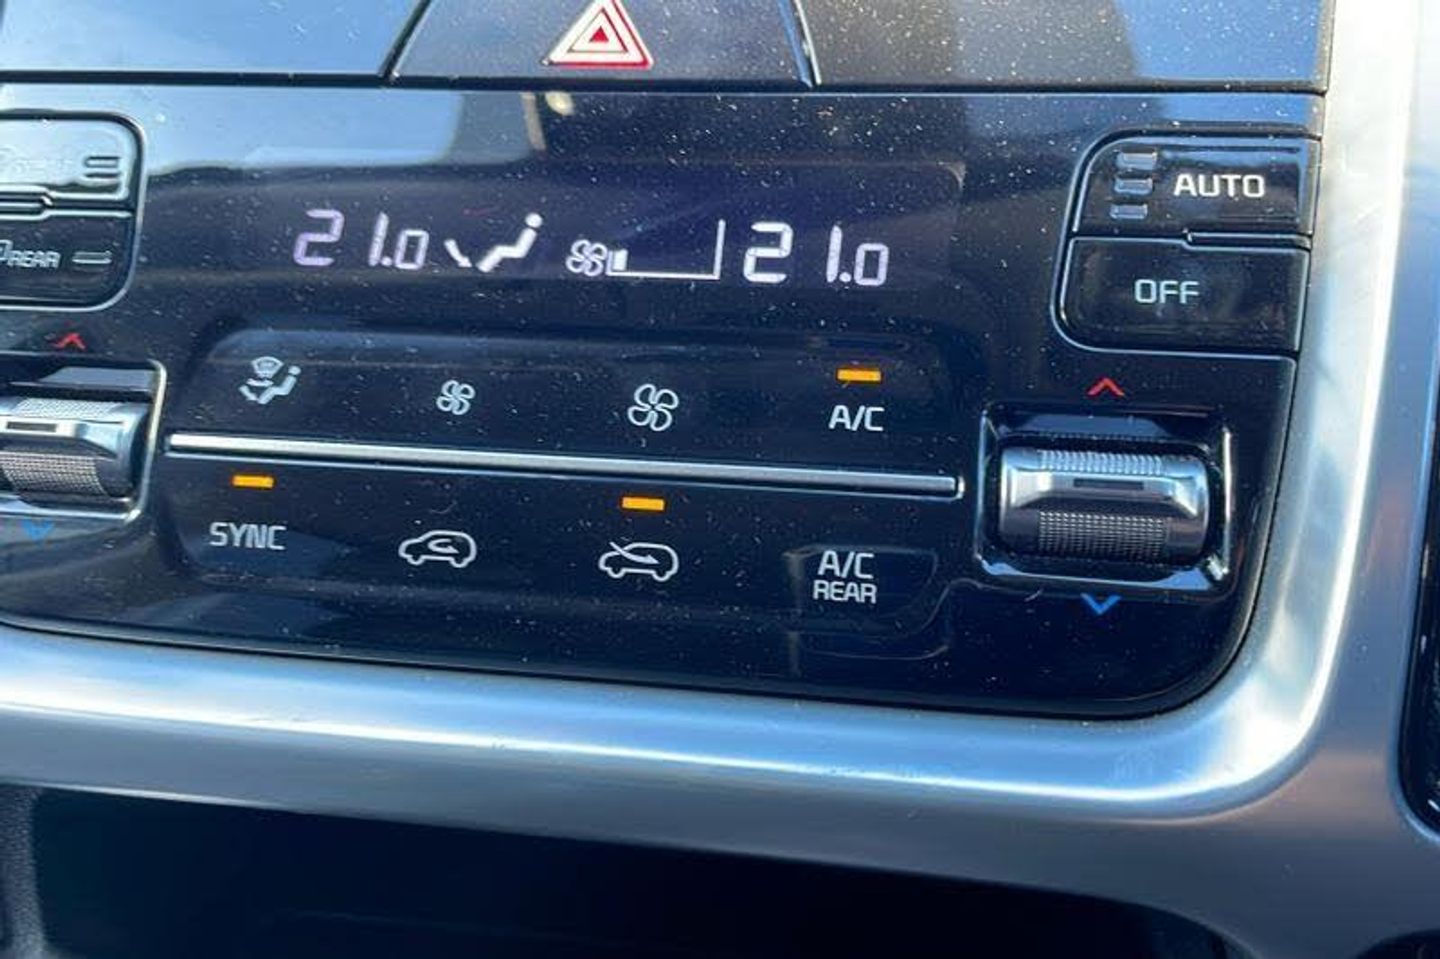 AUTO
21.0 21.0
REAR
OFF
A/C
SYNC
A/C
REAR